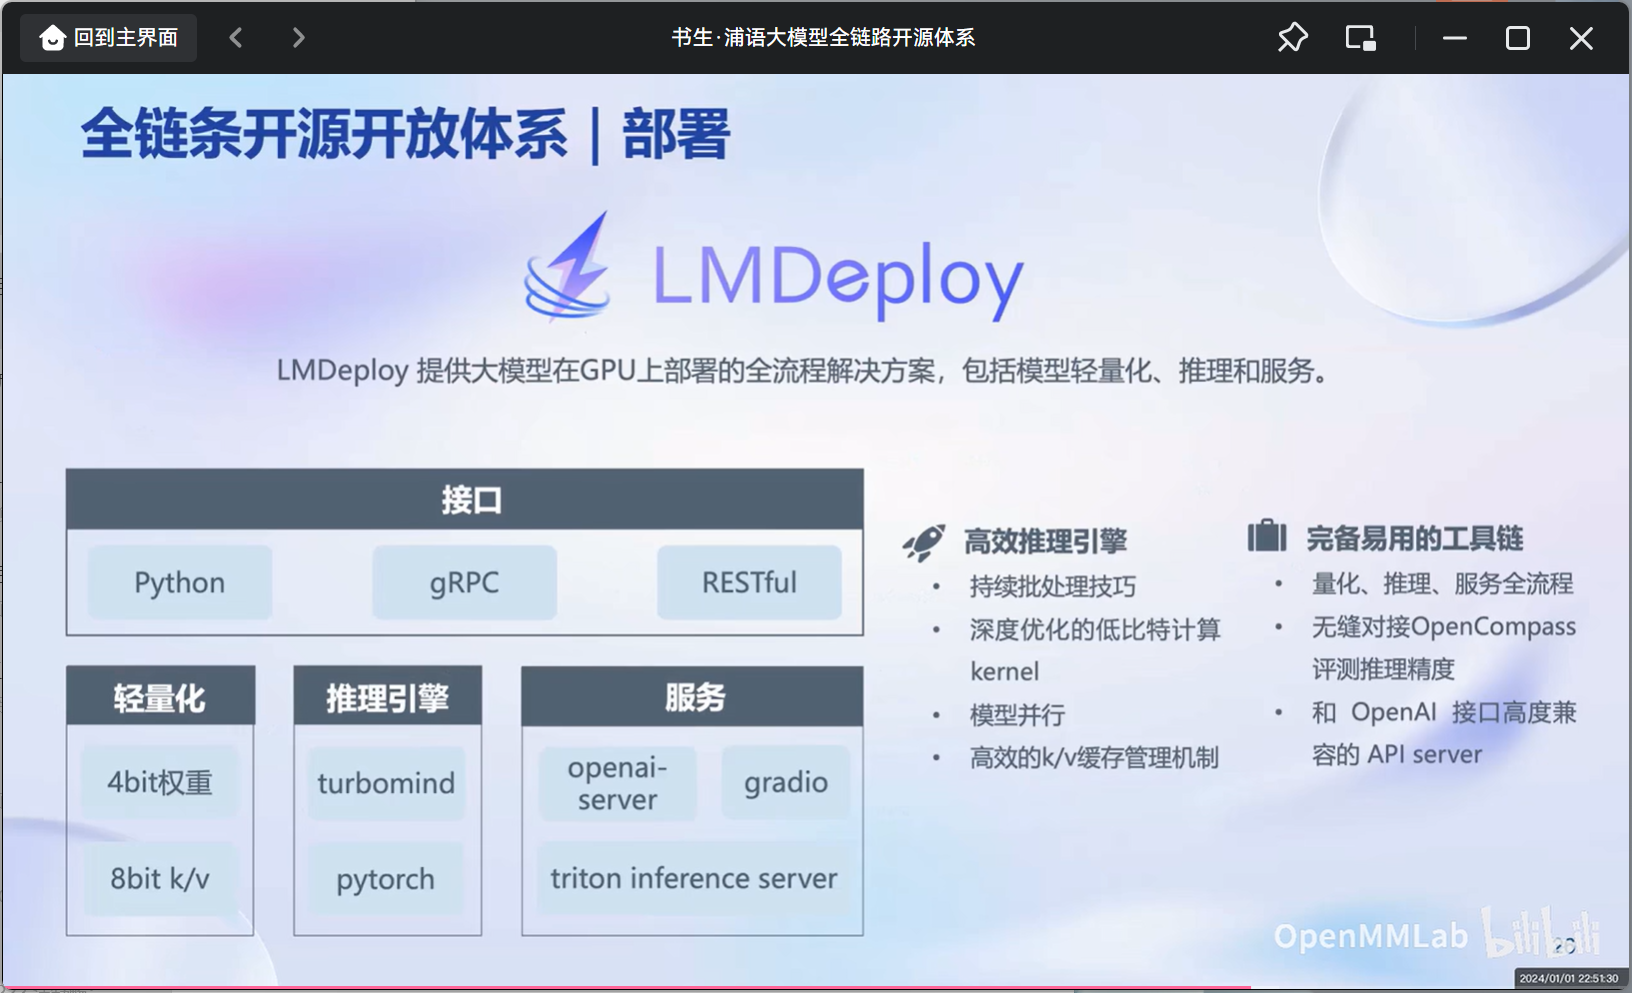 回到主界面
书生·浦语大模型全链路开源体系
全链条开源开放体系｜部署
LMDeploy
LMDeploy 提供大模型在GPU上部署的全流程解决方案，包括模型轻量化、推理和服务。
接口
Python
gRPC
RESTful
轻量化
4bit权重
8bit k/v
推理引擎
turbomind
pytorch
服务
openai-
server
gradio
triton inference server
高效推理引擎
• 持续批处理技巧
• 深度优化的低比特计算
kernel
• 模型并行
• 高效的k/v缓存管理机制
完备易用的工具链
• 量化、推理、服务全流程
• 无缝对接OpenCompass
评测推理精度
• 和 OpenAI 接口高度兼
容的 API server
OpenMMLab bilibili
2024/01/01 22:51:30